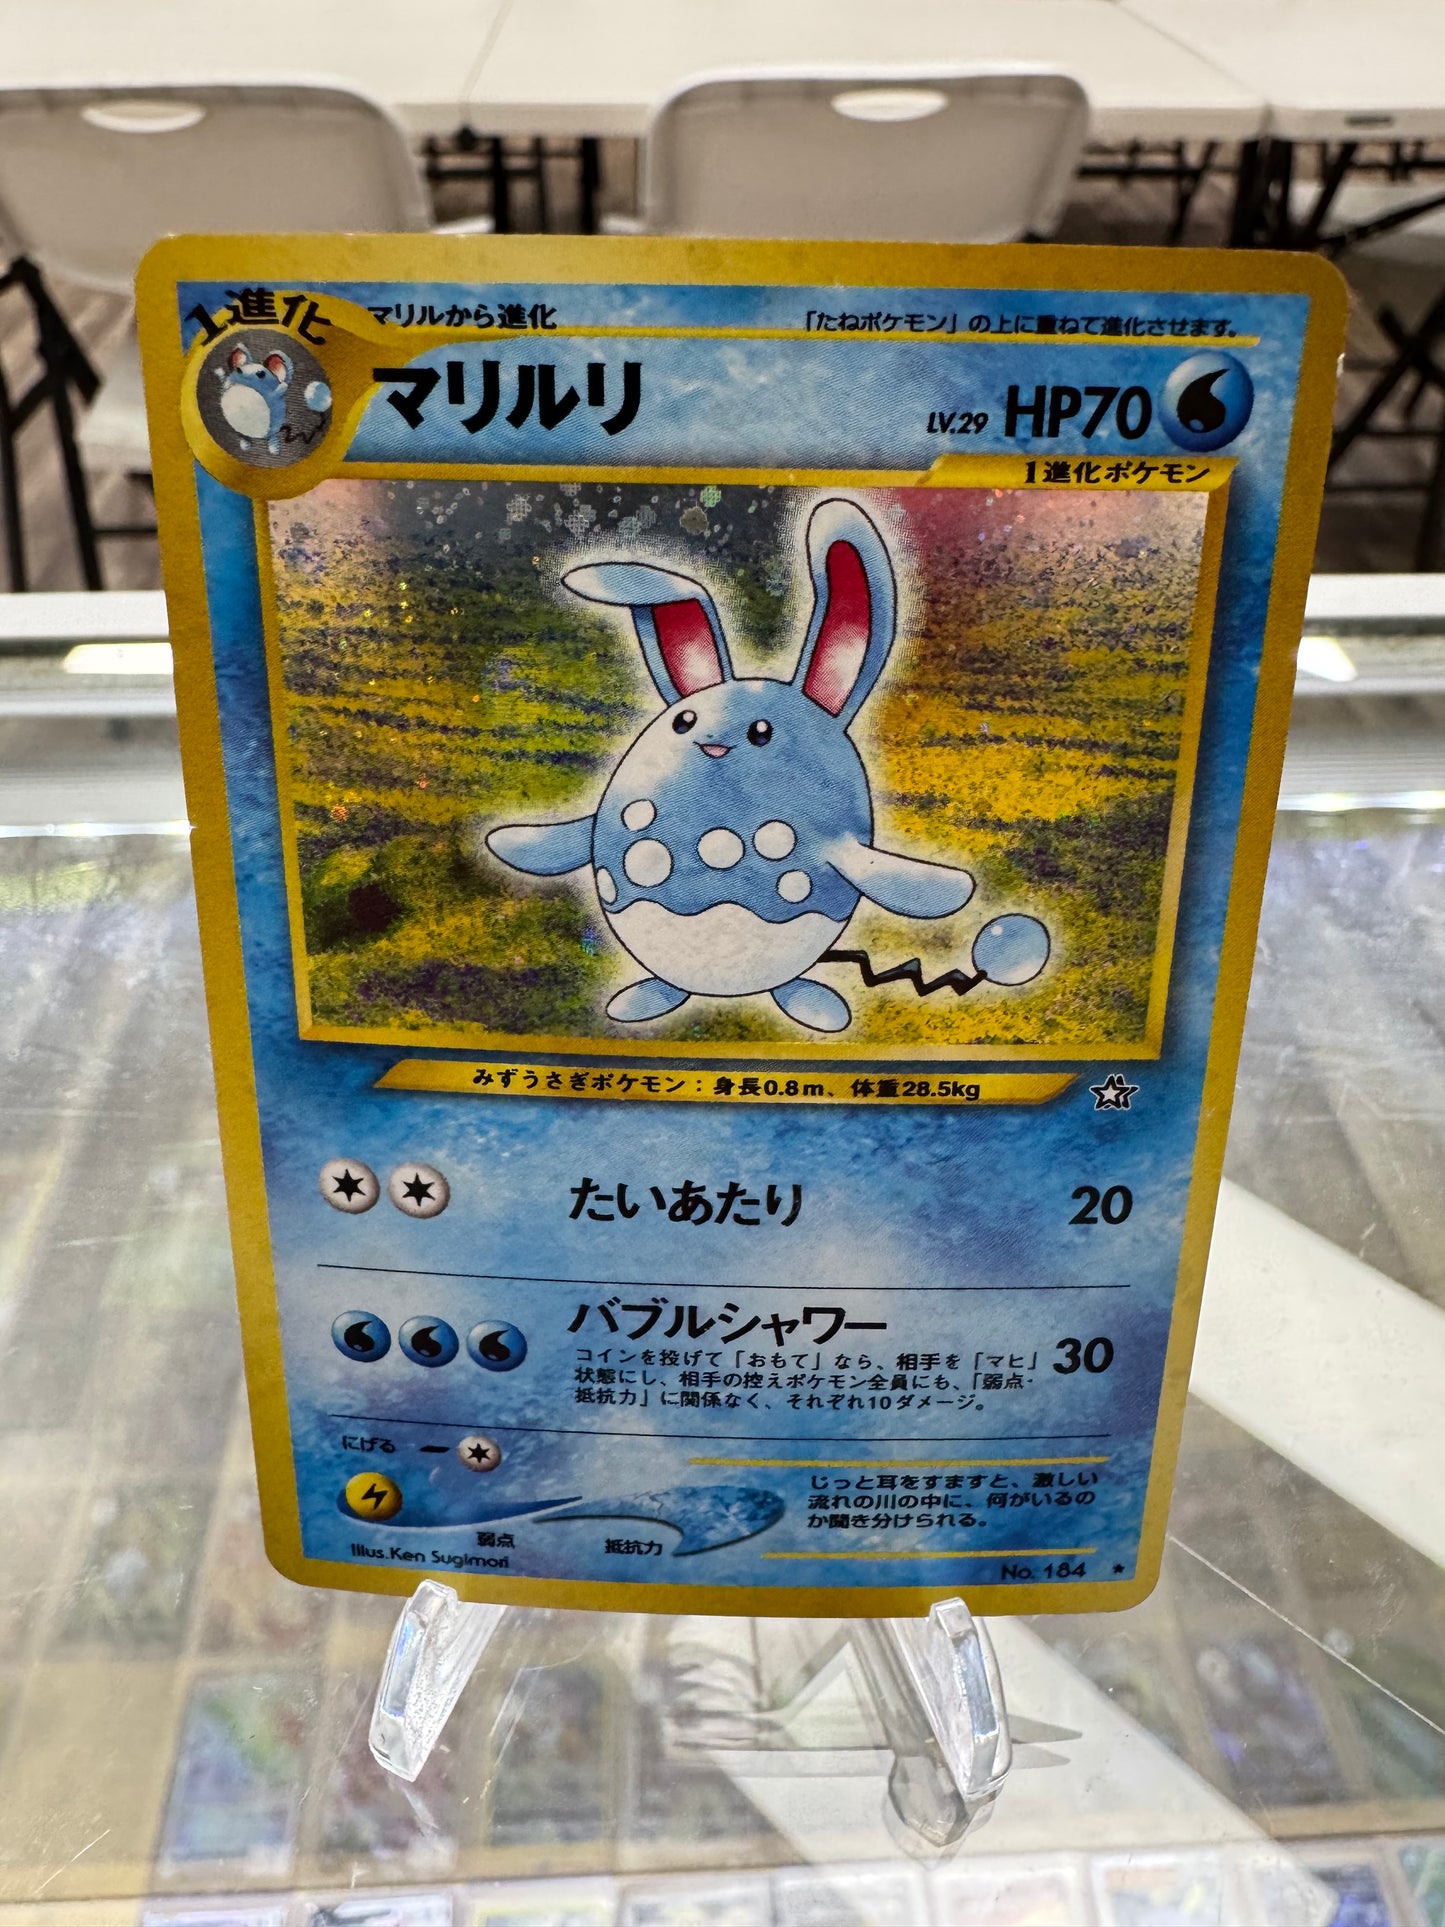 1進化
マリルから進化
「たねポケモン」の上に重ねて進化させます。
マリルリ
LV.29 HP70
1進化ポケモン
みずうさぎポケモン：身長0.8m、体重28.5kg
たいあたり 20
バブルシャワー
コインを投げて「おもて」なら、相手を「マヒ」
状態にし、相手の控えポケモン全員にも、「弱点・
抵抗力」に関係なく、それぞれ10ダメージ。
30
にげる
弱点
抵抗力
じっと耳をすますと、激しい
流れの川の中に、何がいるの
か聞き分けられる。
Illus.Ken Sugimori
No. 184 ★